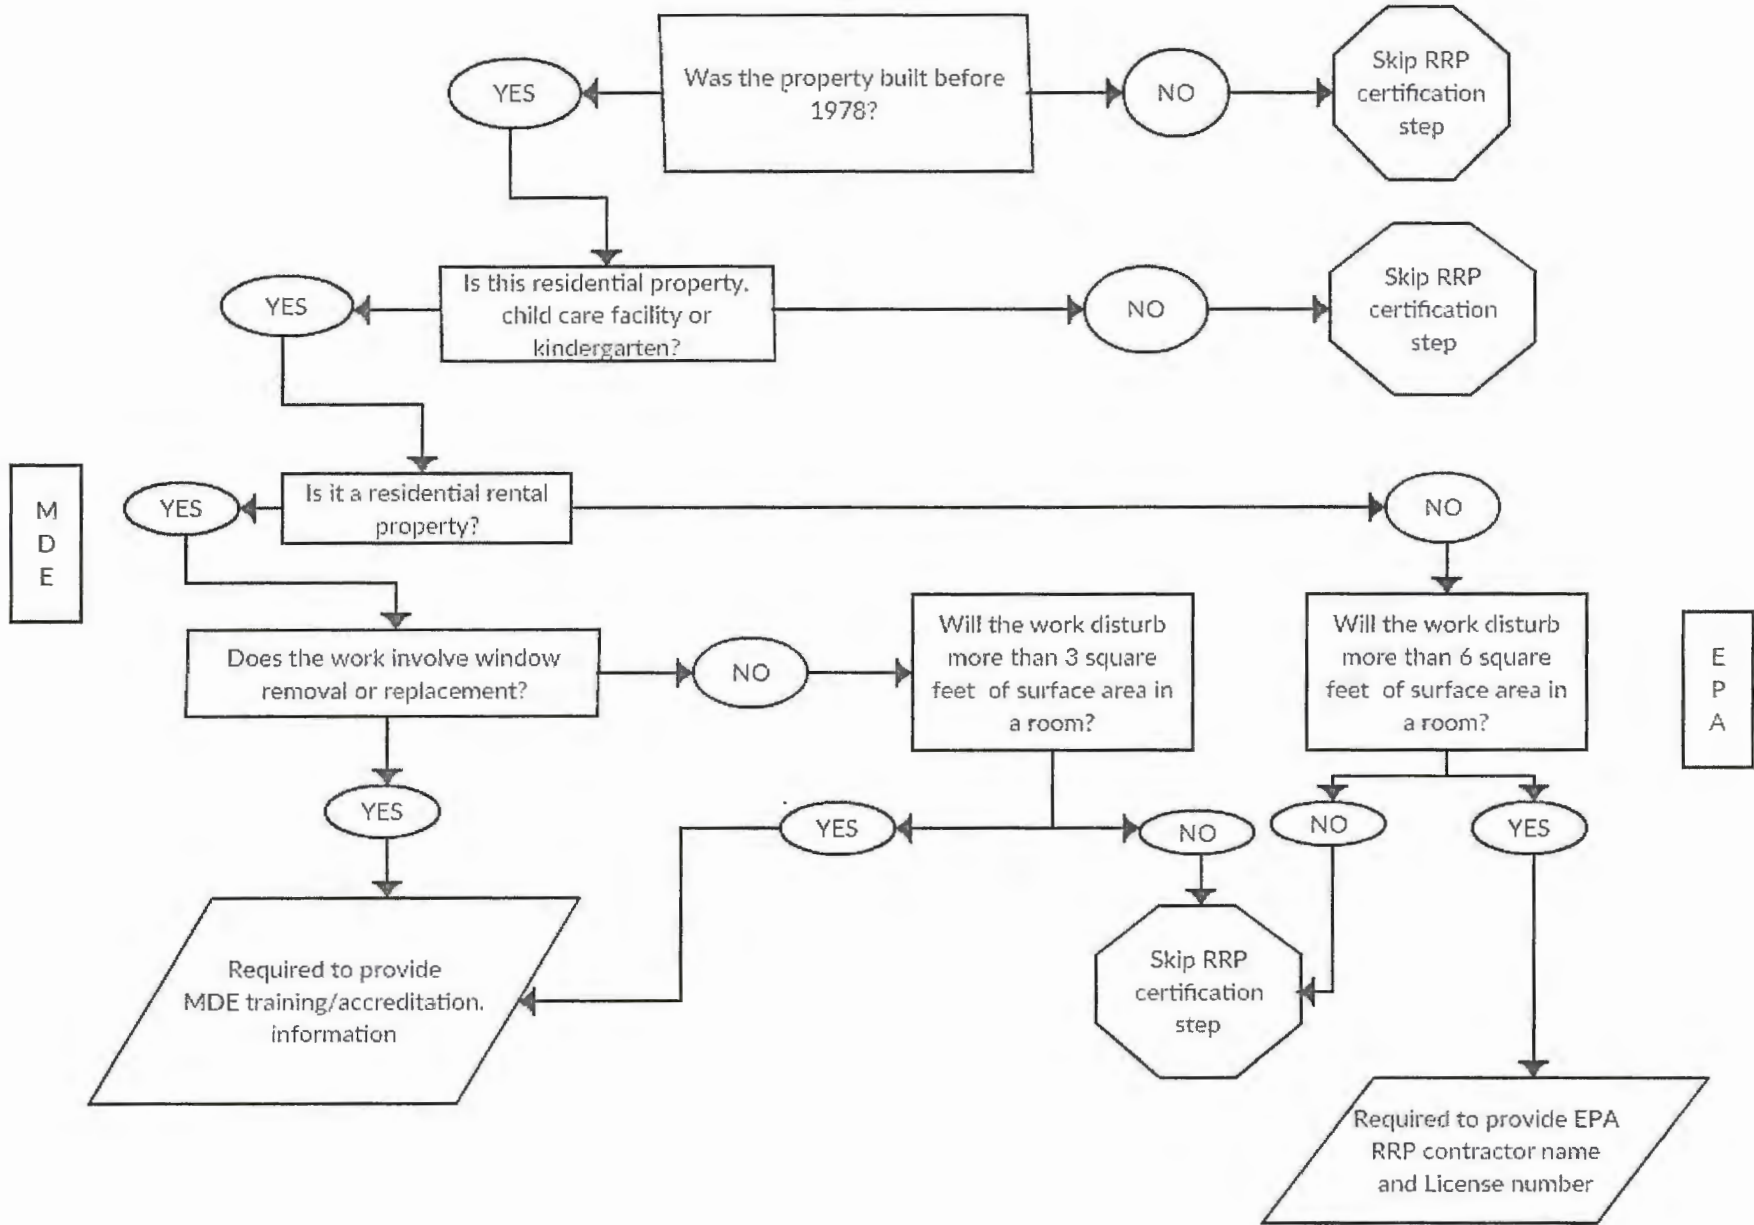 Was the property built before
1978?
YES
NO
Skip RRP
certification
step
Is this residential property.
child care facility or
kindergarten?
YES
NO
Skip RRP
certification
step
M
D
E
Is it a residential rental
property?
YES
NO
Does the work involve window
removal or replacement?
NO
Will the work disturb
more than 3 square
feet of surface area in
a room?
Will the work disturb
more than 6 square
feet of surface area in
a room?
E
P
A
YES
YES
NO
NO
YES
Required to provide
MDE training/accreditation.
information
Skip RRP
certification
step
Required to provide EPA
RRP contractor name
and License number